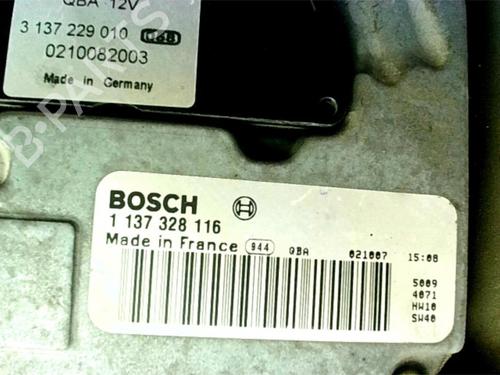 QBA 12V
3 137 229 010
0210082003
Made in Germany
B-PARTS
BOSCH
1 137 328 116
Made in France 944 QBA 021007 15:08
5009
4071
HW10
SW40